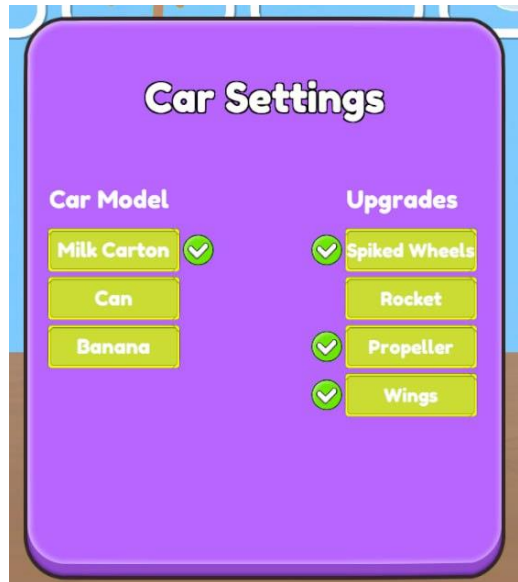 Car Settings
Car Model
Milk Carton
Can
Banana
Upgrades
Spiked Wheels
Rocket
Propeller
Wings